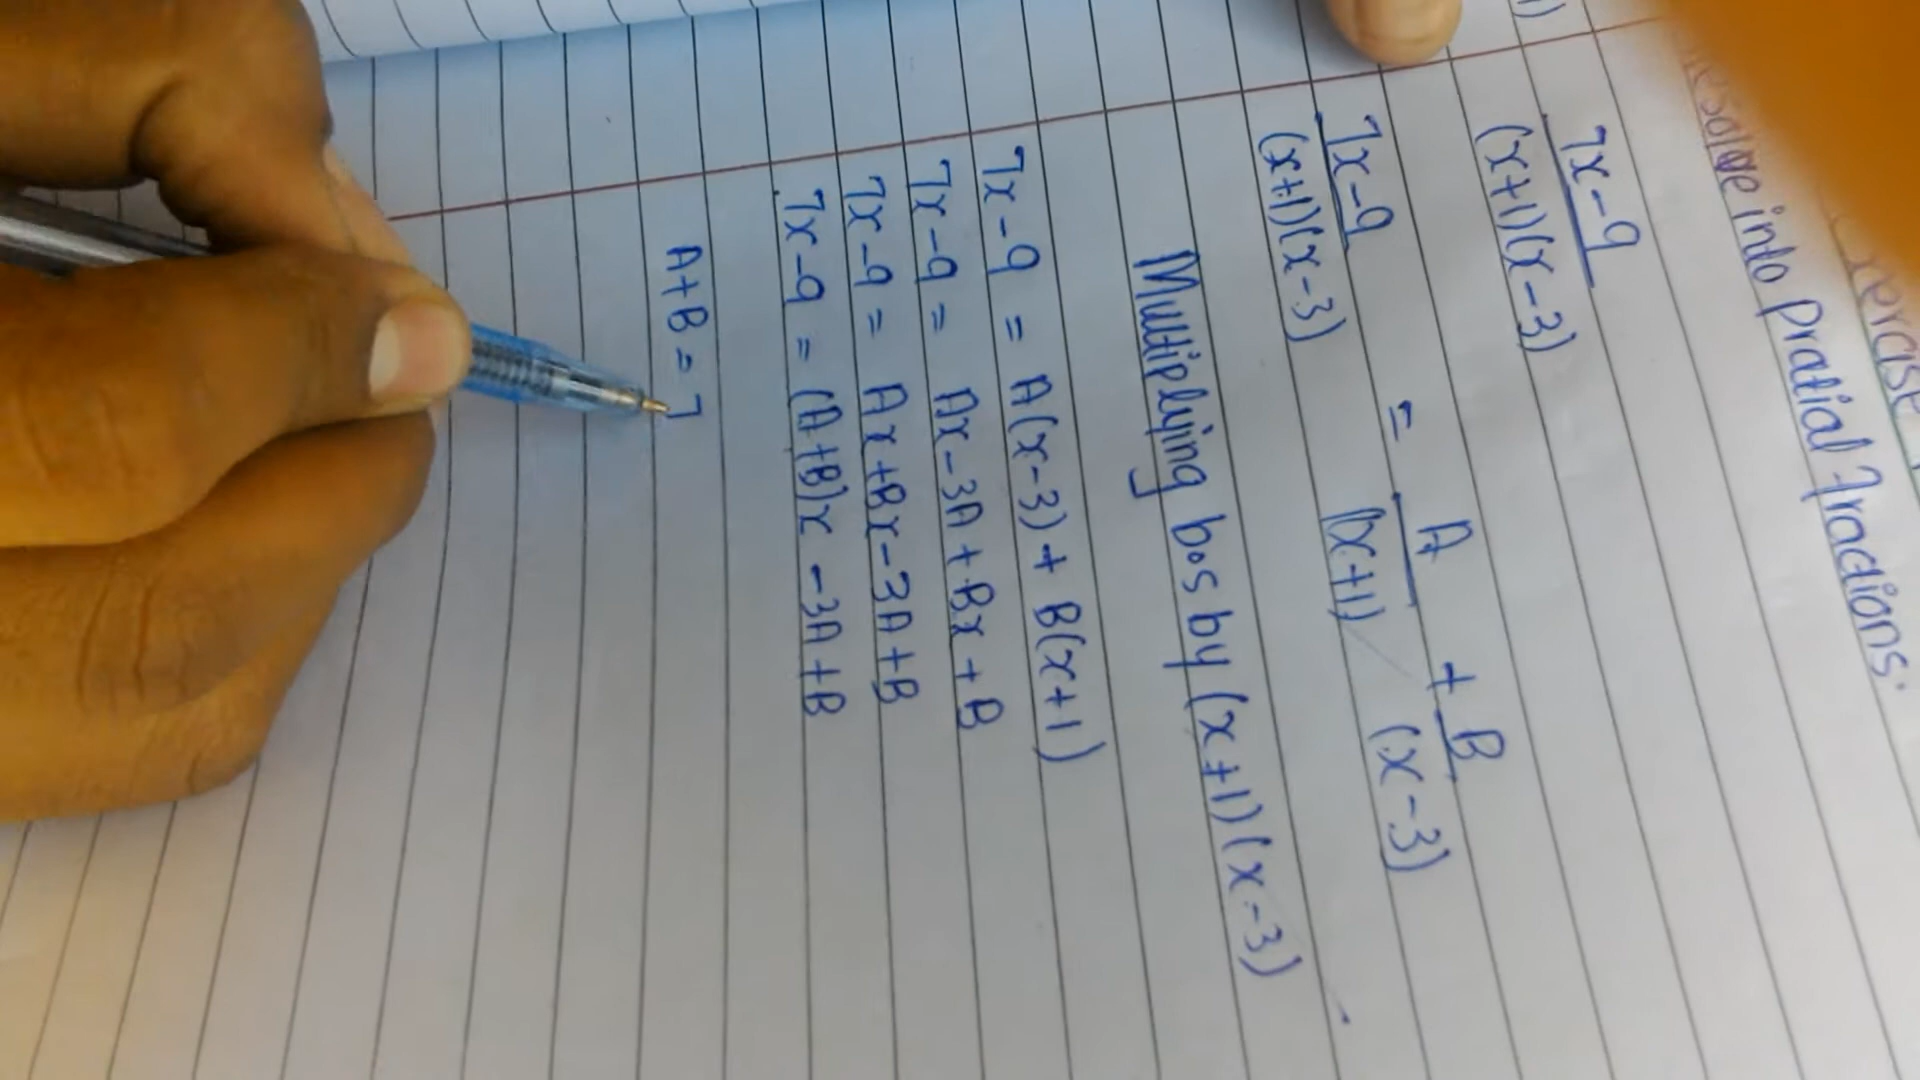 Resolve into Pratial fractions.
1)
7x-9
(x+1)(x-3)
7x-9 = A + B
(x+1)(x-3) (x+1) (x-3)
Multiplying b.s by (x+1)(x-3)
7x-9 = A(x-3) + B(x+1)
7x-9 = Ax-3A + Bx + B
7x-9 = Ax+Bx-3A+B
7x-9 = (A+B)x -3A+B
A+B = 7